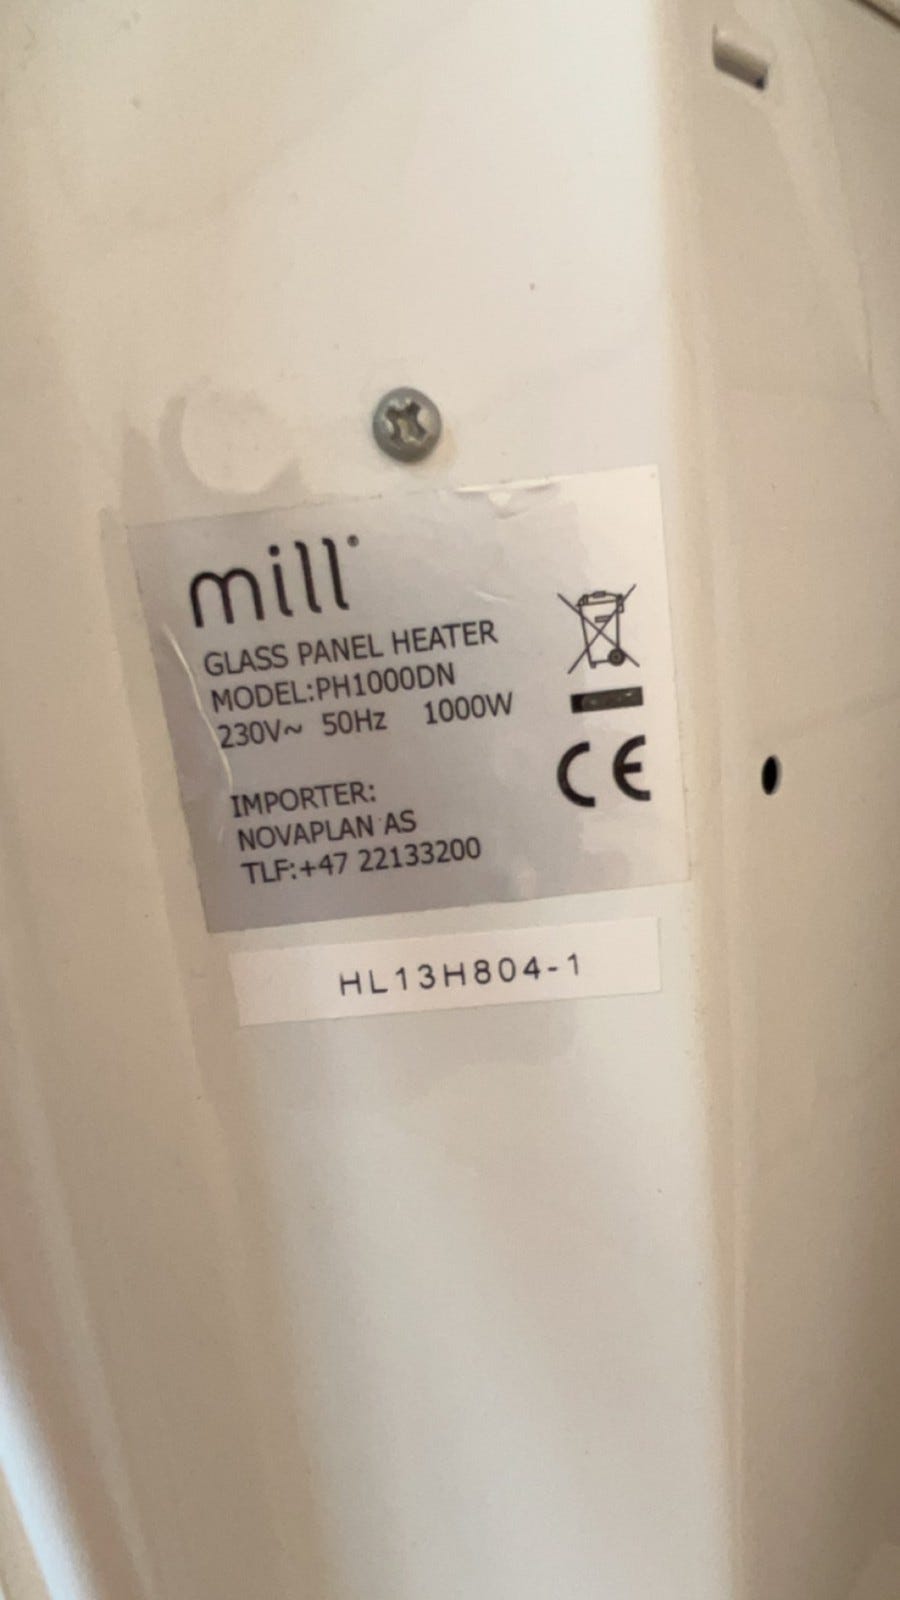 mill®
GLASS PANEL HEATER
MODEL:PH1000DN
230V~ 50Hz 1000W
IMPORTER:
NOVAPLAN AS
TLF:+47 22133200
CE
HL13H804-1